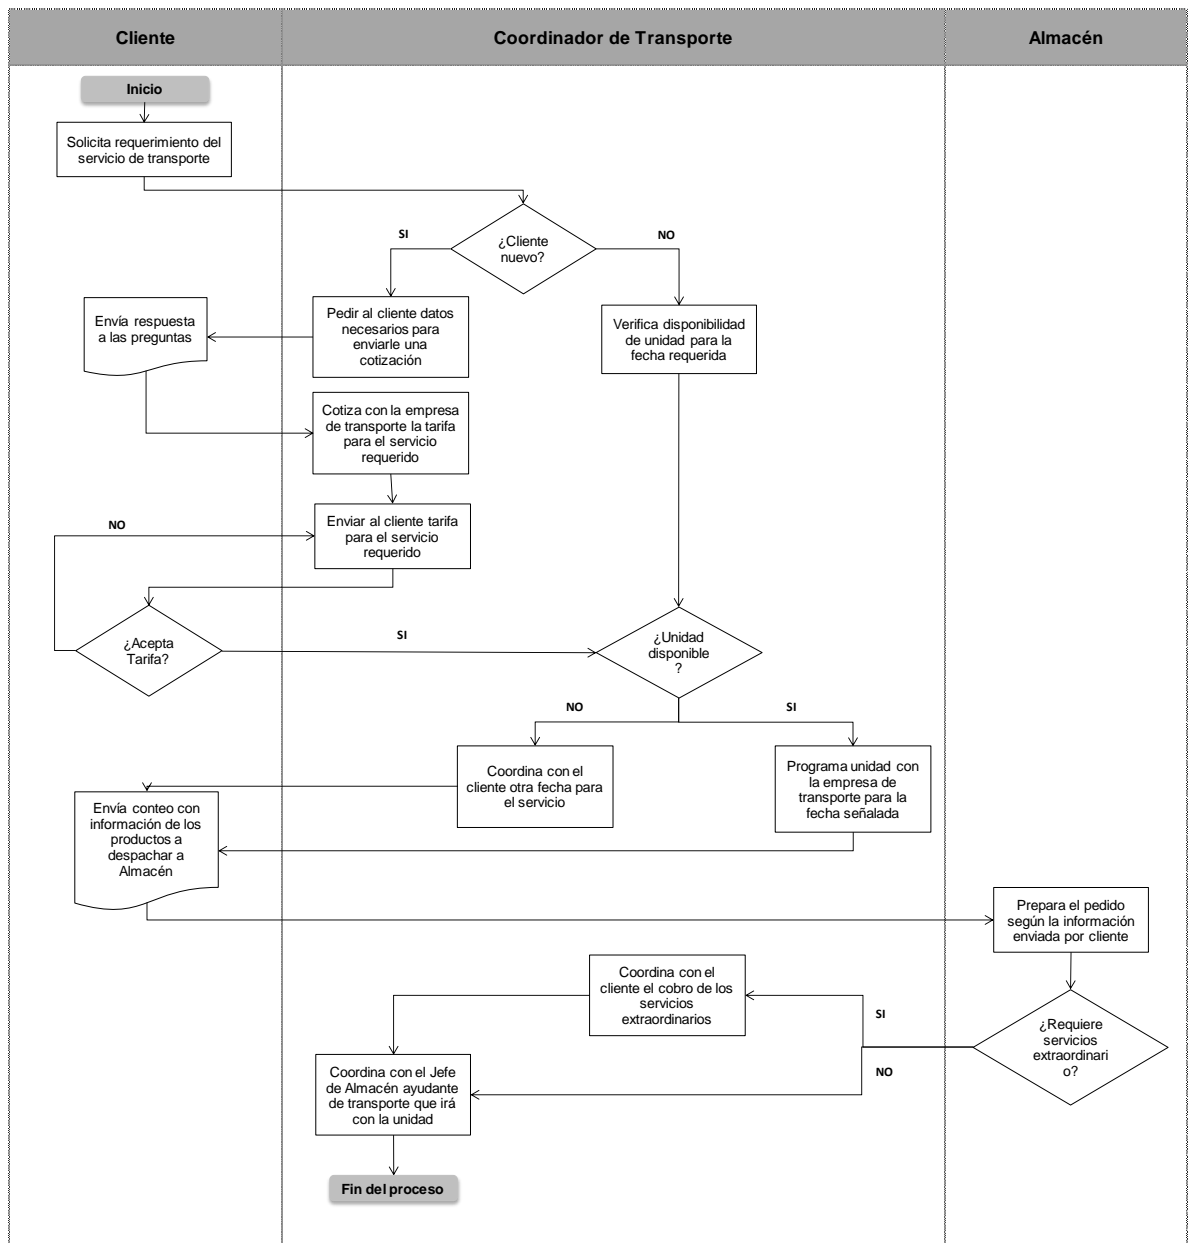 Cliente
Coordinador de Transporte
Almacén
Inicio
Solicita requerimiento del
servicio de transporte
¿Cliente
nuevo?
SI
NO
Envía respuesta
a las preguntas
Pedir al cliente datos
necesarios para
enviarle una
cotización
Verifica disponibilidad
de unidad para la
fecha requerida
Cotiza con la empresa
de transporte la tarifa
para el servicio
requerido
NO
Enviar al cliente tarifa
para el servicio
requerido
¿Acepta
Tarifa?
SI
¿Unidad
disponible
?
NO
SI
Coordina con el
cliente otra fecha para
el servicio
Programa unidad con
la empresa de
transporte para la
fecha señalada
Envía conteo con
información de los
productos a
despachar a
Almacén
Prepara el pedido
según la información
enviada por cliente
Coordina con el
cliente el cobro de los
servicios
extraordinarios
SI
¿Requiere
servicios
extraordinari
o?
NO
Coordina con el Jefe
de Almacén ayudante
de transporte que irá
con la unidad
Fin del proceso